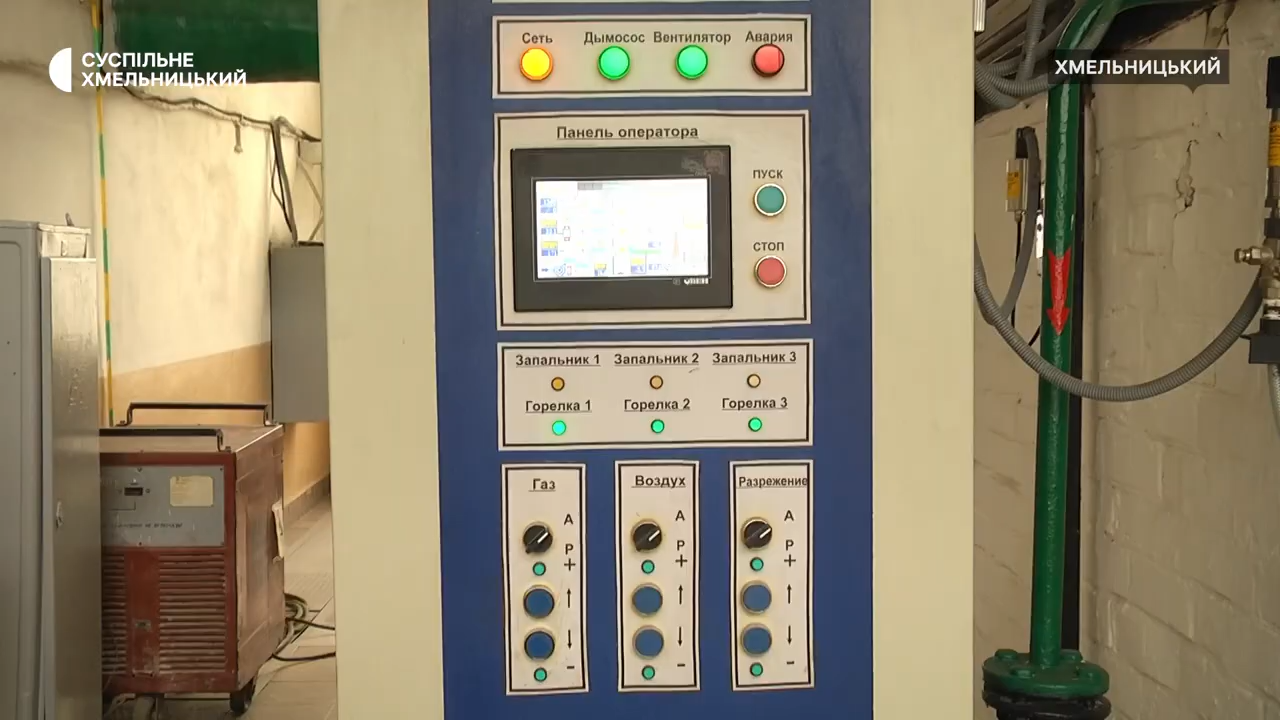 СУСПІЛЬНЕ
ХМЕЛЬНИЦЬКИЙ
ХМЕЛЬНИЦЬКИЙ
Сеть Дымосос Вентилятор Авария
Панель оператора
ПУСК
СТОП
Запальник 1 Запальник 2 Запальник 3
Горелка 1 Горелка 2 Горелка 3
Газ Воздух Разрежение
А А А
Р Р Р
+ + +
- - -